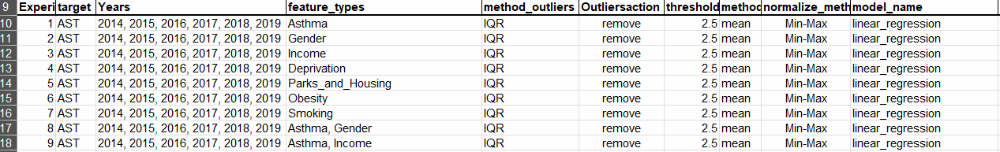 9 Experi target Years feature_types method_outliers Outliersaction threshold method normalize_meth model_name
10 1 AST 2014, 2015, 2016, 2017, 2018, 2019 Asthma IQR remove 2.5 mean Min-Max linear_regression
11 2 AST 2014, 2015, 2016, 2017, 2018, 2019 Gender IQR remove 2.5 mean Min-Max linear_regression
12 3 AST 2014, 2015, 2016, 2017, 2018, 2019 Income IQR remove 2.5 mean Min-Max linear_regression
13 4 AST 2014, 2015, 2016, 2017, 2018, 2019 Deprivation IQR remove 2.5 mean Min-Max linear_regression
14 5 AST 2014, 2015, 2016, 2017, 2018, 2019 Parks_and_Housing IQR remove 2.5 mean Min-Max linear_regression
15 6 AST 2014, 2015, 2016, 2017, 2018, 2019 Obesity IQR remove 2.5 mean Min-Max linear_regression
16 7 AST 2014, 2015, 2016, 2017, 2018, 2019 Smoking IQR remove 2.5 mean Min-Max linear_regression
17 8 AST 2014, 2015, 2016, 2017, 2018, 2019 Asthma, Gender IQR remove 2.5 mean Min-Max linear_regression
18 9 AST 2014, 2015, 2016, 2017, 2018, 2019 Asthma, Income IQR remove 2.5 mean Min-Max linear_regression